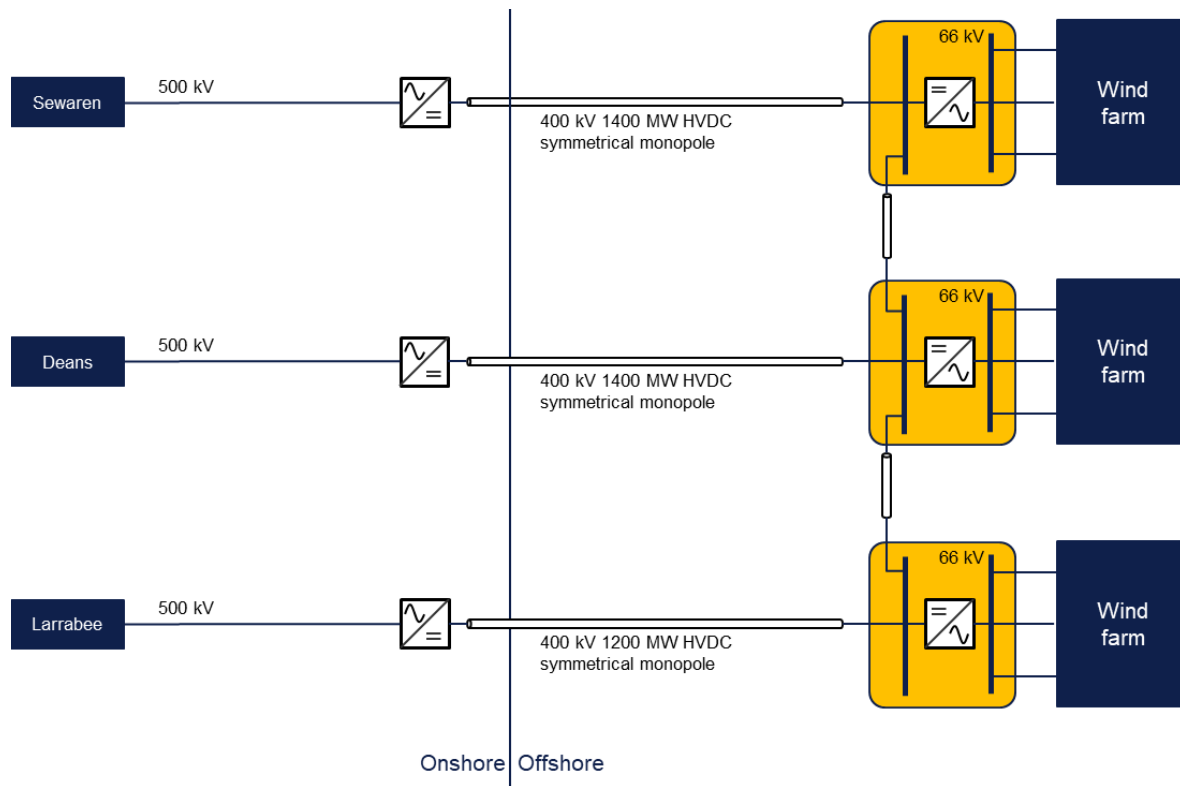 66 kV
Wind
farm
Sewaren
500 kV
400 kV 1400 MW HVDC
symmetrical monopole
66 kV
Wind
farm
Deans
500 kV
400 kV 1400 MW HVDC
symmetrical monopole
66 kV
Wind
farm
Larrabee
500 kV
400 kV 1200 MW HVDC
symmetrical monopole
Onshore Offshore